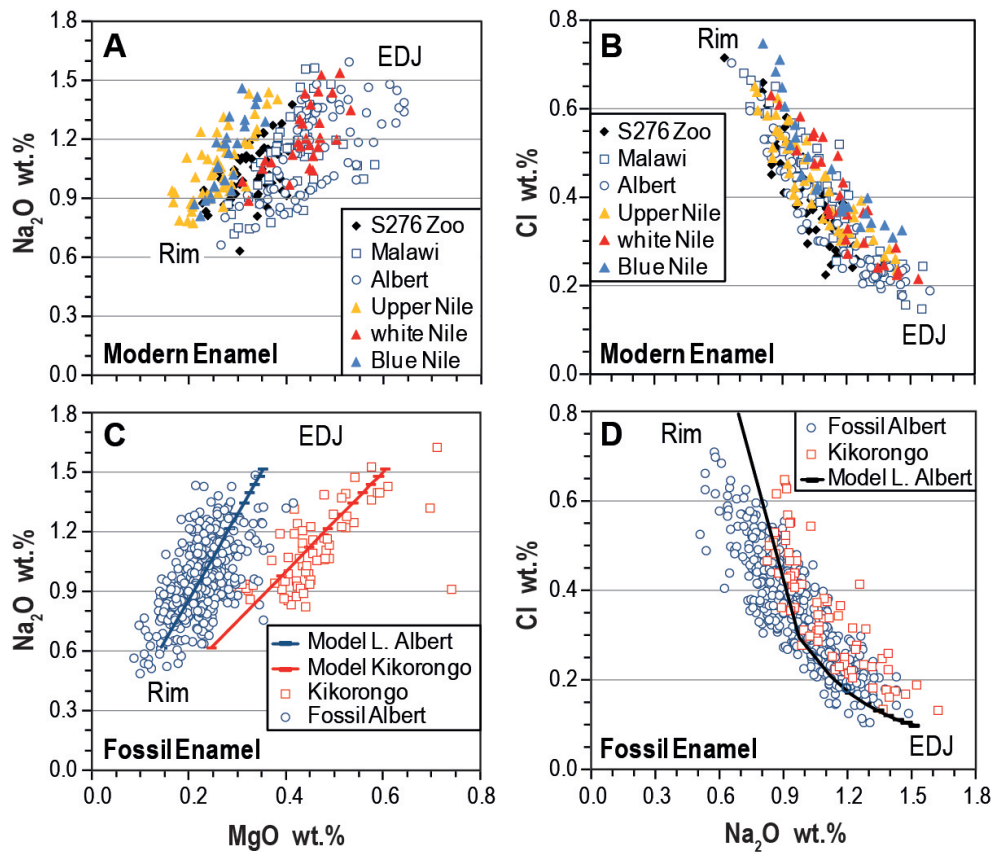 A
EDJ
Rim
S276 Zoo
Malawi
Albert
Upper Nile
white Nile
Blue Nile
Modern Enamel
Na2O wt.%
1.8
1.5
1.2
0.9
0.6
0.3
0.0
B
Rim
S276 Zoo
Malawi
Albert
Upper Nile
white Nile
Blue Nile
EDJ
Modern Enamel
Cl wt.%
0.8
0.6
0.4
0.2
0.0
C
EDJ
Rim
Model L. Albert
Model Kikorongo
Kikorongo
Fossil Albert
Fossil Enamel
Na2O wt.%
1.8
1.5
1.2
0.9
0.6
0.3
0.0
0.0 0.2 0.4 0.6 0.8
MgO wt.%
D
Rim
Fossil Albert
Kikorongo
Model L. Albert
EDJ
Fossil Enamel
Cl wt.%
0.8
0.6
0.4
0.2
0.0
0.0 0.3 0.6 0.9 1.2 1.5 1.8
Na2O wt.%